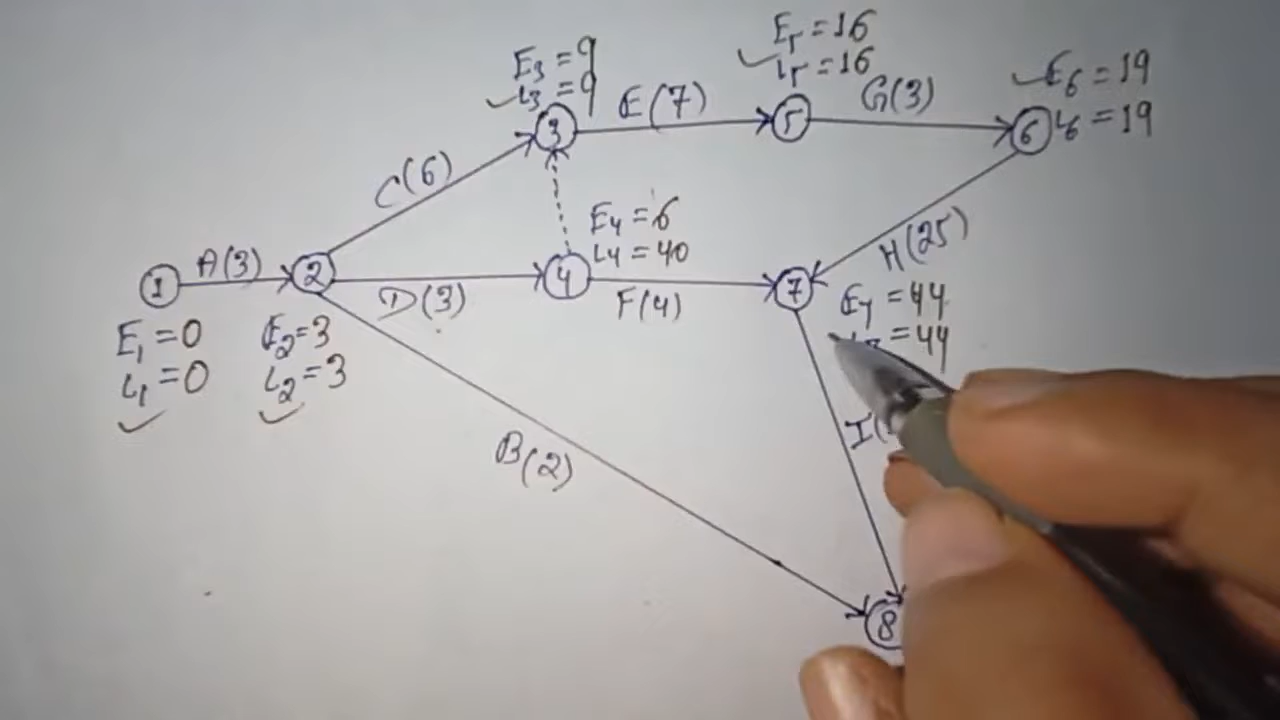 E₃ = 9
L₃ = 9
E₅ = 16
L₅ = 16
E₆ = 19
L₆ = 19
E(7)
G(3)
3
5
6
C(6)
E₄ = 6
L₄ = 40
H(25)
A(3)
1
2
D(3)
4
F(4)
7
E₇ = 44
= 44
E₁ = 0
L₁ = 0
E₂ = 3
L₂ = 3
B(2)
I(
8